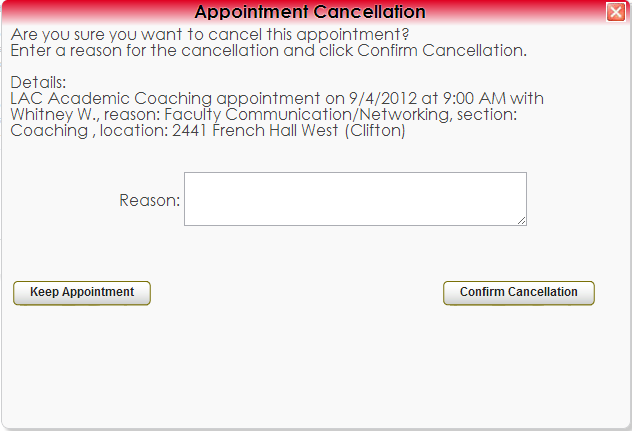 Appointment Cancellation
Are you sure you want to cancel this appointment?
Enter a reason for the cancellation and click Confirm Cancellation.
Details:
LAC Academic Coaching appointment on 9/4/2012 at 9:00 AM with
Whitney W., reason: Faculty Communication/Networking, section:
Coaching , location: 2441 French Hall West (Clifton)
Reason:
Keep Appointment
Confirm Cancellation